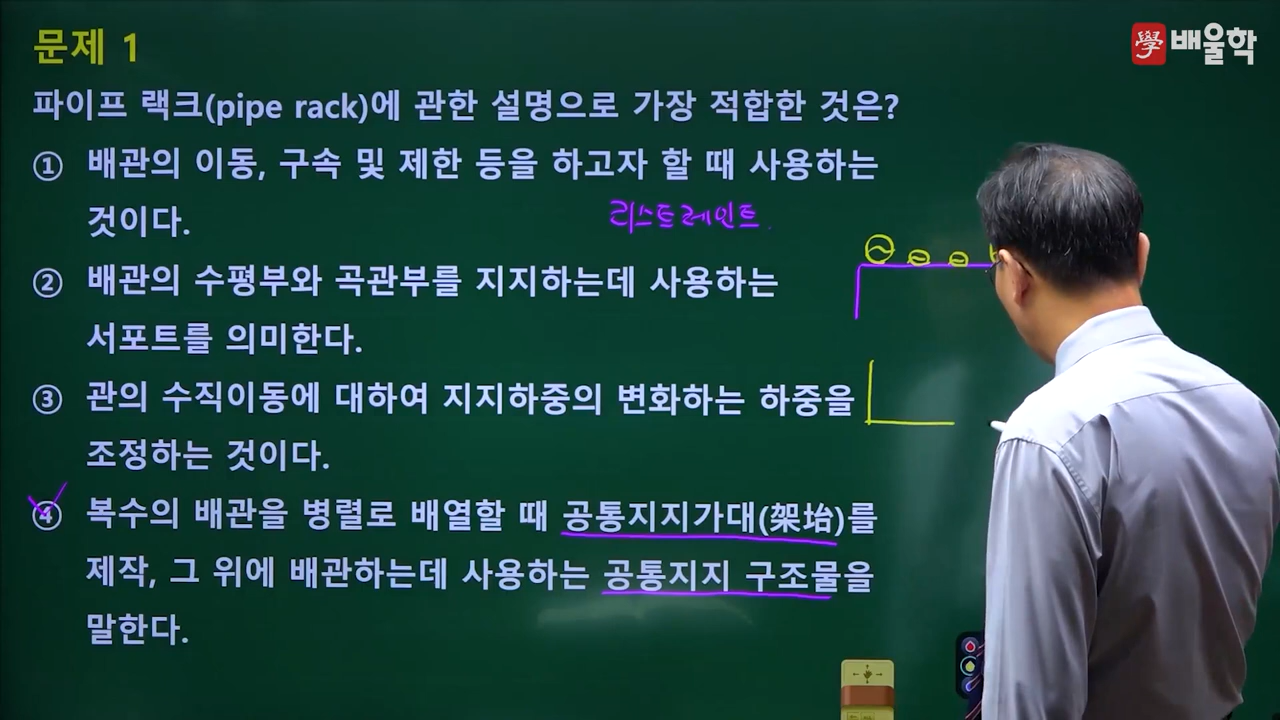 문제 1
學 배울학
파이프 랙크(pipe rack)에 관한 설명으로 가장 적합한 것은?
① 배관의 이동, 구속 및 제한 등을 하고자 할 때 사용하는
것이다.
리스트레인트
② 배관의 수평부와 곡관부를 지지하는데 사용하는
서포트를 의미한다.
③ 관의 수직이동에 대하여 지지하중의 변화하는 하중을
조정하는 것이다.
④ 복수의 배관을 병렬로 배열할 때 공통지지가대(架坮)를
제작, 그 위에 배관하는데 사용하는 공통지지 구조물을
말한다.